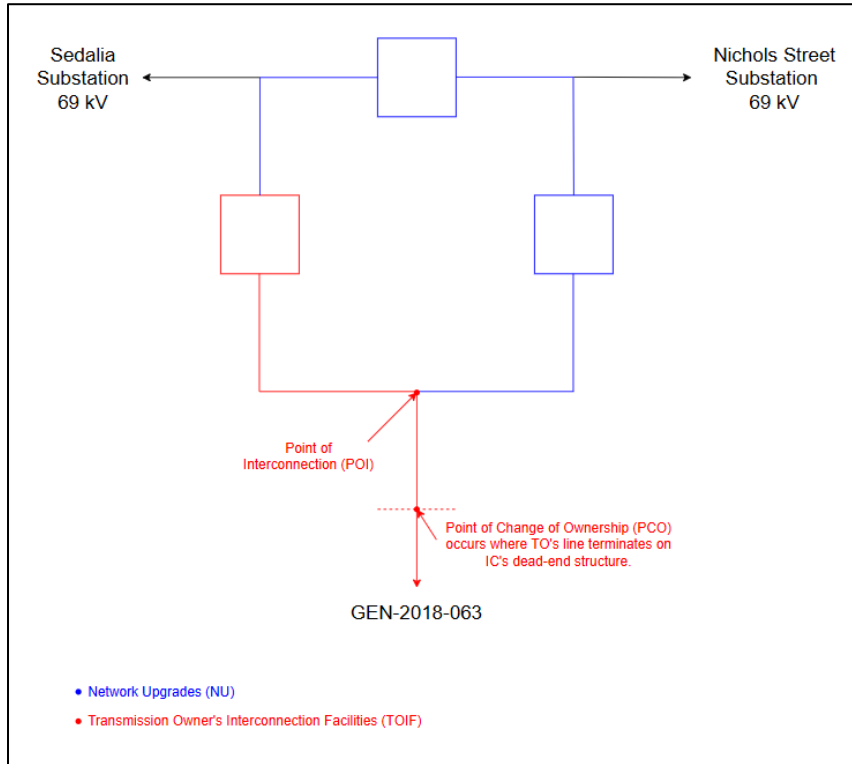 Sedalia
Substation
69 kV
Nichols Street
Substation
69 kV
Point of
Interconnection (POI)
Point of Change of Ownership (PCO)
occurs where TO's line terminates on
IC's dead-end structure.
GEN-2018-063
Network Upgrades (NU)
Transmission Owner's Interconnection Facilities (TOIF)